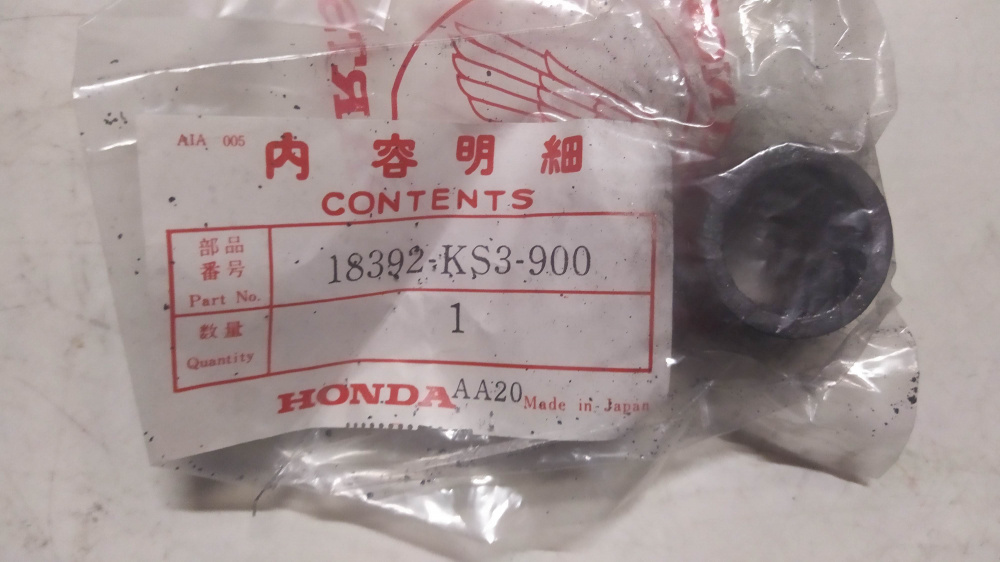 AIA 005
内容明細
CONTENTS
部品
番号
Part No.
18392-KS3-900
数量
Quantity
1
HONDA
AA20
Made in Japan